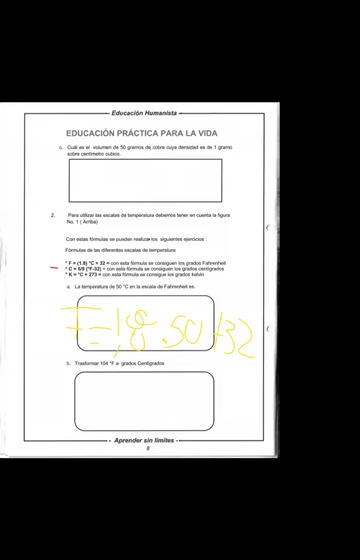 Educación Humanista
EDUCACIÓN PRÁCTICA PARA LA VIDA
c. Cuál es el volumen de 50 gramos de cobre cuya densidad es de 1 gramo
sobre centímetro cubico.
2. Para utilizar las escalas de temperatura debemos tener en cuenta la figura
No. 1 ( Arriba)
Con estas fórmulas se pueden realizar los siguientes ejercicios :
Fórmulas de las diferentes escalas de temperatura
* F = (1.8) °C + 32 = con esta fórmula se consiguen los grados Fahrenheit
* C = 5/9 (°F-32) = con esta fórmula se consiguen los grados centígrados
* K = °C + 273 = con esta fórmula se consigue los grados kelvin
a. La temperatura de 50 °C en la escala de Fahrenheit es.
F=1,8.50+32
b. Trasformar 104 °F a grados Centígrados
- Aprender sin limites -
8